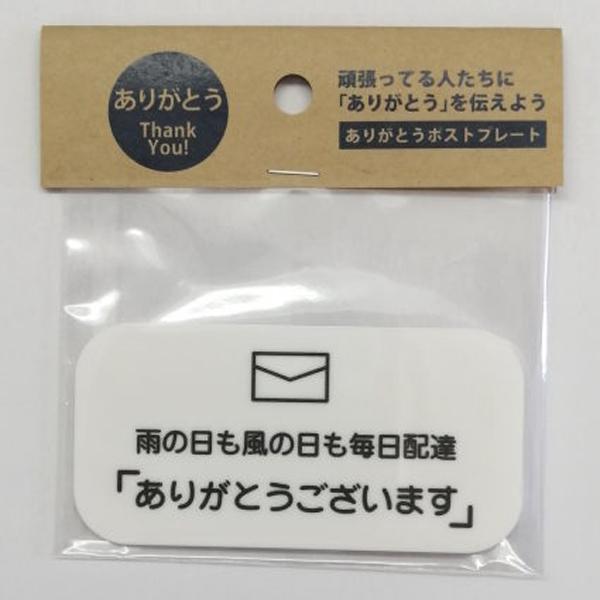 ありがとう
Thank
You!
頑張ってる人たちに
「ありがとう」を伝えよう
ありがとうポストプレート
雨の日も風の日も毎日配達
「ありがとうございます」